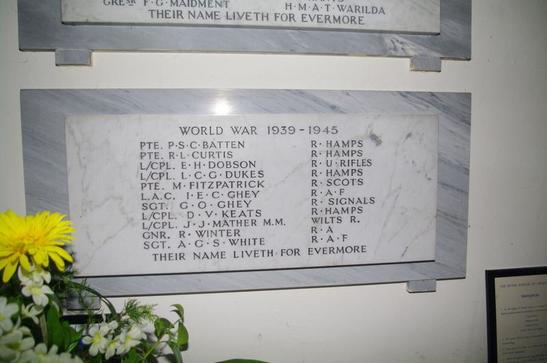 GRESR F·G·MAIDMENT
H·M·A·T·WARILDA
THEIR NAME LIVETH FOR EVERMORE
WORLD WAR 1939-1945
PTE. P·S·C·BATTEN R·HAMPS
PTE. R·L·CURTIS R·HAMPS
L/CPL. E·H·DOBSON R·U·RIFLES
L/CPL. L·C·G·DUKES R·HAMPS
PTE. M·FITZPATRICK R·SCOTS
L.A.C. I·E·C·GHEY R·A·F
SGT. G·O·GHEY R·SIGNALS
L/CPL. D·V·KEATS R·HAMPS
L/CPL. J·J·MATHER M.M. WILTS R.
GNR. R·WINTER R·A
SGT. A·G·S·WHITE R·A·F
THEIR NAME LIVETH·FOR EVERMORE